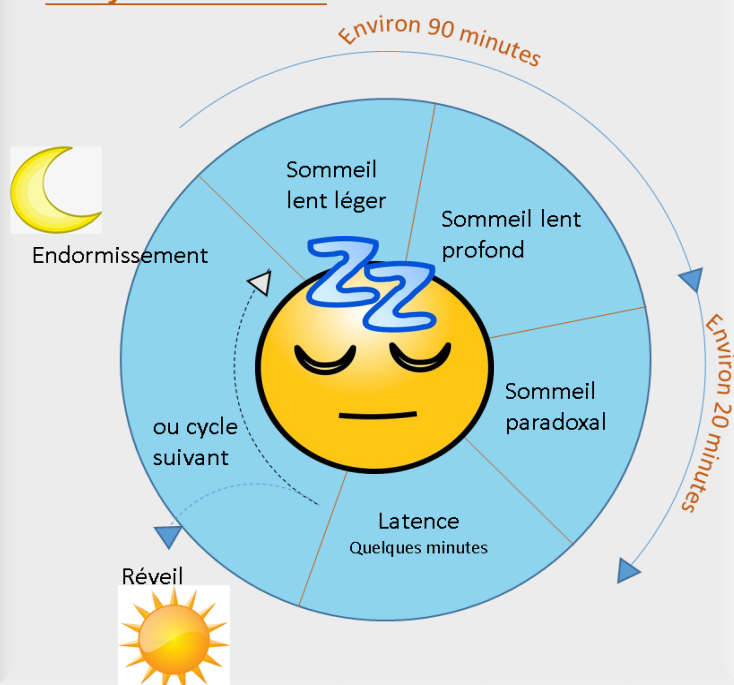 Environ 90 minutes
Sommeil
lent léger
Sommeil lent
profond
Endormissement
Environ 20 minutes
Sommeil
paradoxal
ou cycle
suivant
Latence
Quelques minutes
Réveil